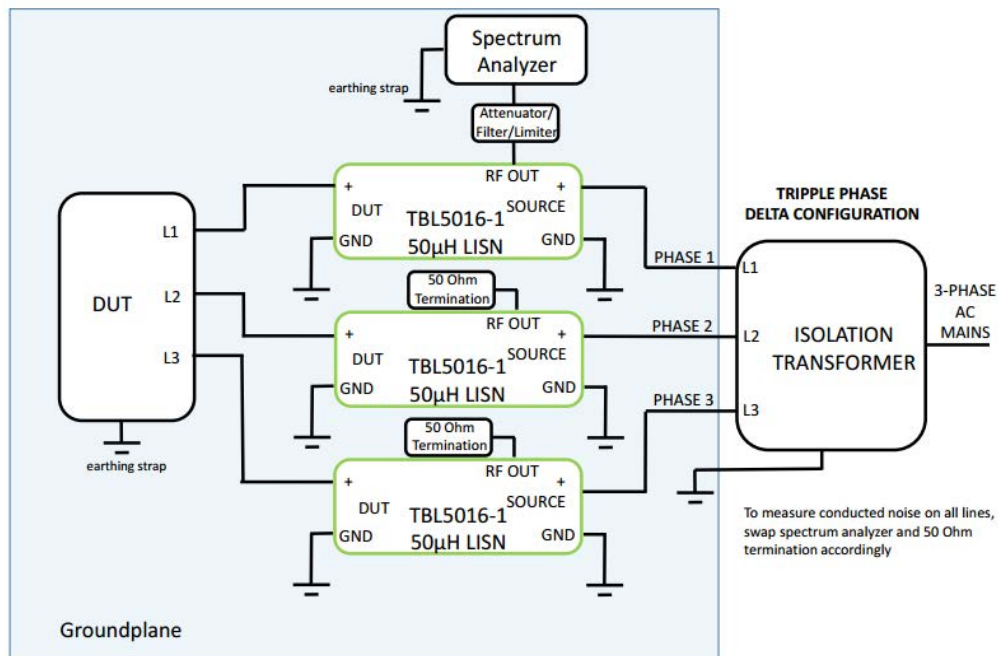 Spectrum
Analyzer
earthing strap
Attenuator/
Filter/Limiter
RF OUT
+
+
DUT
SOURCE
TBL5016-1
GND
GND
50µH LISN
TRIPPLE PHASE
DELTA CONFIGURATION
L1
L2
L3
DUT
earthing strap
50 Ohm
Termination
RF OUT
+
+
DUT
SOURCE
TBL5016-1
GND
GND
50µH LISN
50 Ohm
Termination
RF OUT
+
+
DUT
SOURCE
TBL5016-1
GND
GND
50µH LISN
PHASE 1
PHASE 2
PHASE 3
L1
L2
L3
ISOLATION
TRANSFORMER
3-PHASE
AC
MAINS
To measure conducted noise on all lines,
swap spectrum analyzer and 50 Ohm
termination accordingly
Groundplane